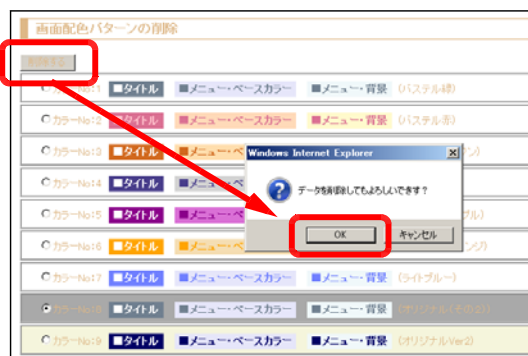 画面配色パターンの削除
削除する
カラーNo:1 ■タイトル ■メニュー・ベースカラー ■メニュー・背景 (パステル緑)
カラーNo:2 ■タイトル ■メニュー・ベースカラー ■メニュー・背景 (パステル赤)
カラーNo:3 ■タイトル ■メニュー・ベ
Windows Internet Explorer
カラーNo:4 ■タイトル ■メニュー・ベ
データを削除してもよろしいです？
カラーNo:5 ■タイトル ■メニュー・ベ
OK キャンセル
カラーNo:6 ■タイトル ■メニュー・ベ
カラーNo:7 ■タイトル ■メニュー・ベースカラー ■メニュー・背景 (ライトブルー)
カラーNo:8 ■タイトル ■メニュー・ベースカラー ■メニュー・背景 (オリジナル(その2))
カラーNo:9 ■タイトル ■メニュー・ベースカラー ■メニュー・背景 (オリジナルVer2)